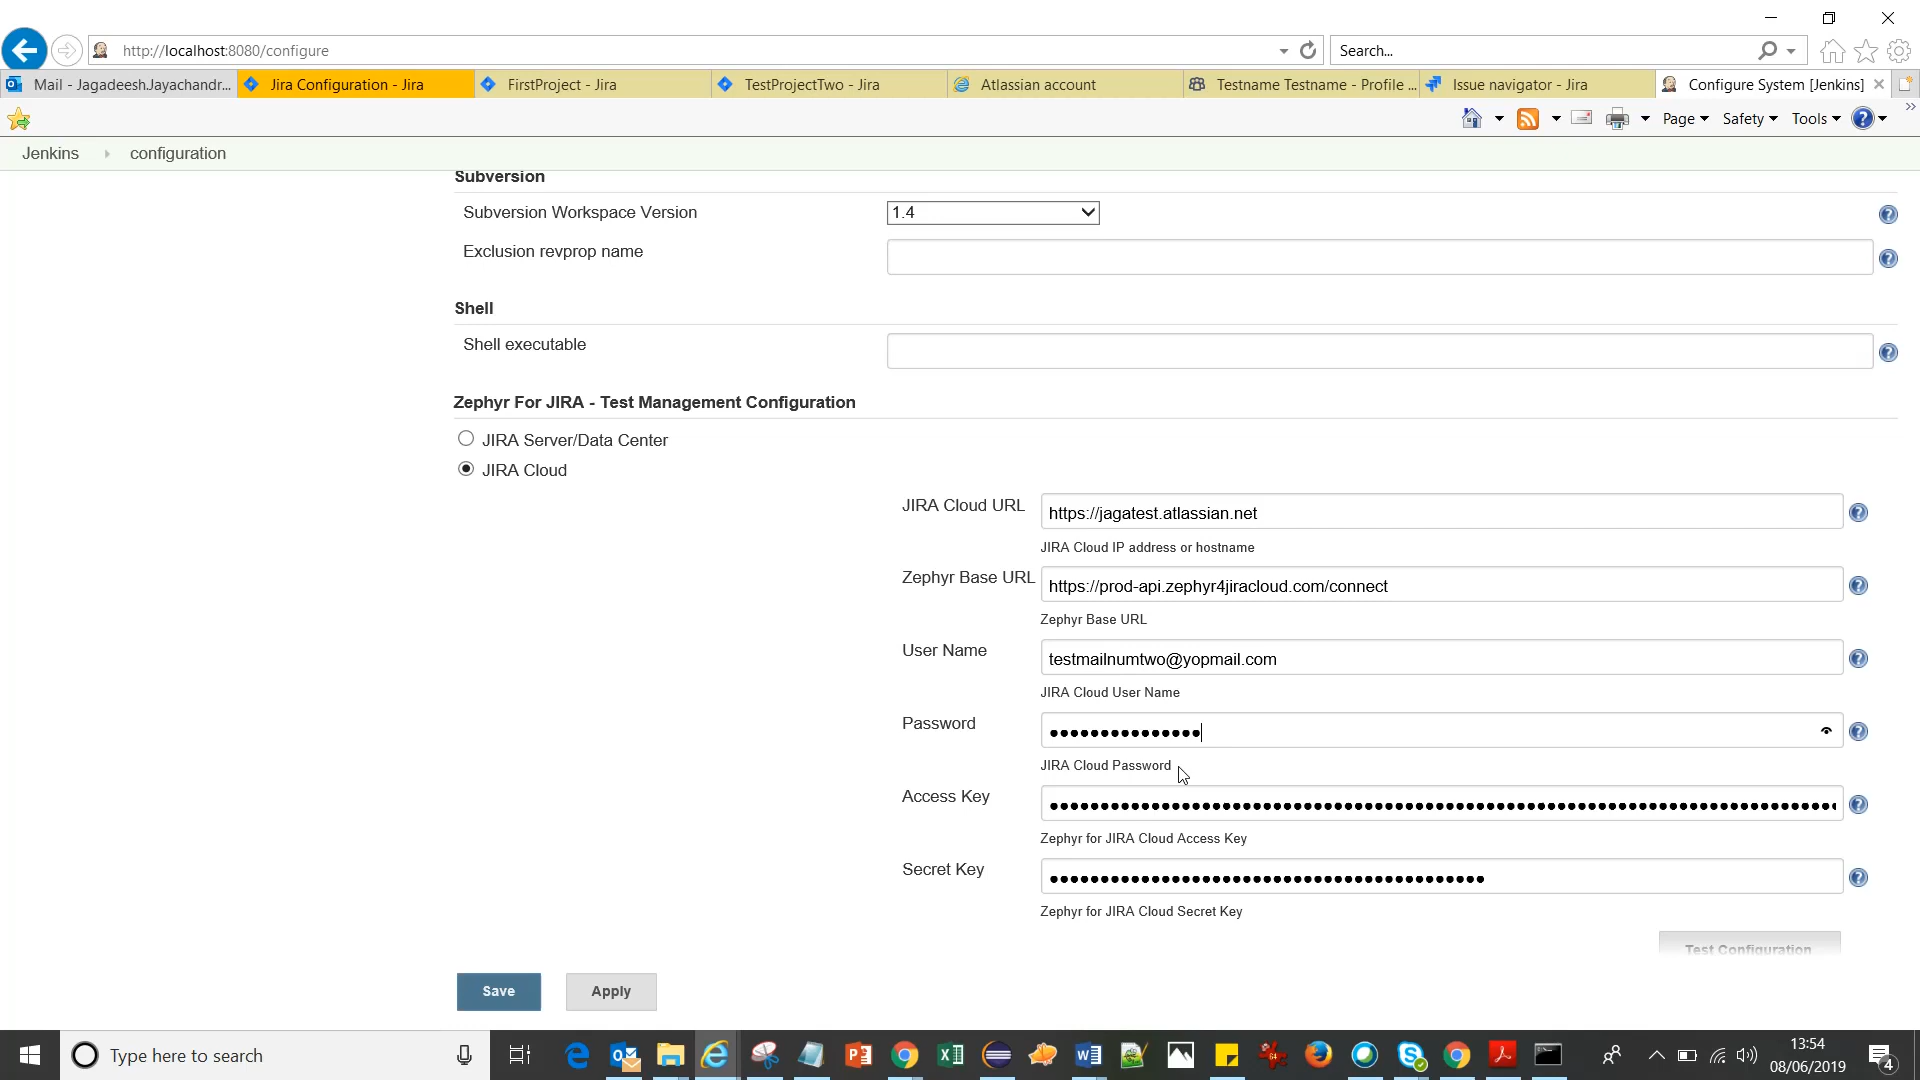 http://localhost:8080/configure
Search...
Mail - Jagadeesh.Jayachandr...
Jira Configuration - Jira
FirstProject - Jira
TestProjectTwo - Jira
Atlassian account
Testname Testname - Profile ...
Issue navigator - Jira
Configure System [Jenkins]
Page
Safety
Tools
Jenkins
configuration
Subversion
Subversion Workspace Version
1.4
Exclusion revprop name
Shell
Shell executable
Zephyr For JIRA - Test Management Configuration
JIRA Server/Data Center
JIRA Cloud
JIRA Cloud URL
https://jagatest.atlassian.net
JIRA Cloud IP address or hostname
Zephyr Base URL
https://prod-api.zephyr4jiracloud.com/connect
Zephyr Base URL
User Name
testmailnumtwo@yopmail.com
JIRA Cloud User Name
Password
JIRA Cloud Password
Access Key
Zephyr for JIRA Cloud Access Key
Secret Key
Zephyr for JIRA Cloud Secret Key
Test Configuration
Save
Apply
Type here to search
13:54
08/06/2019
4